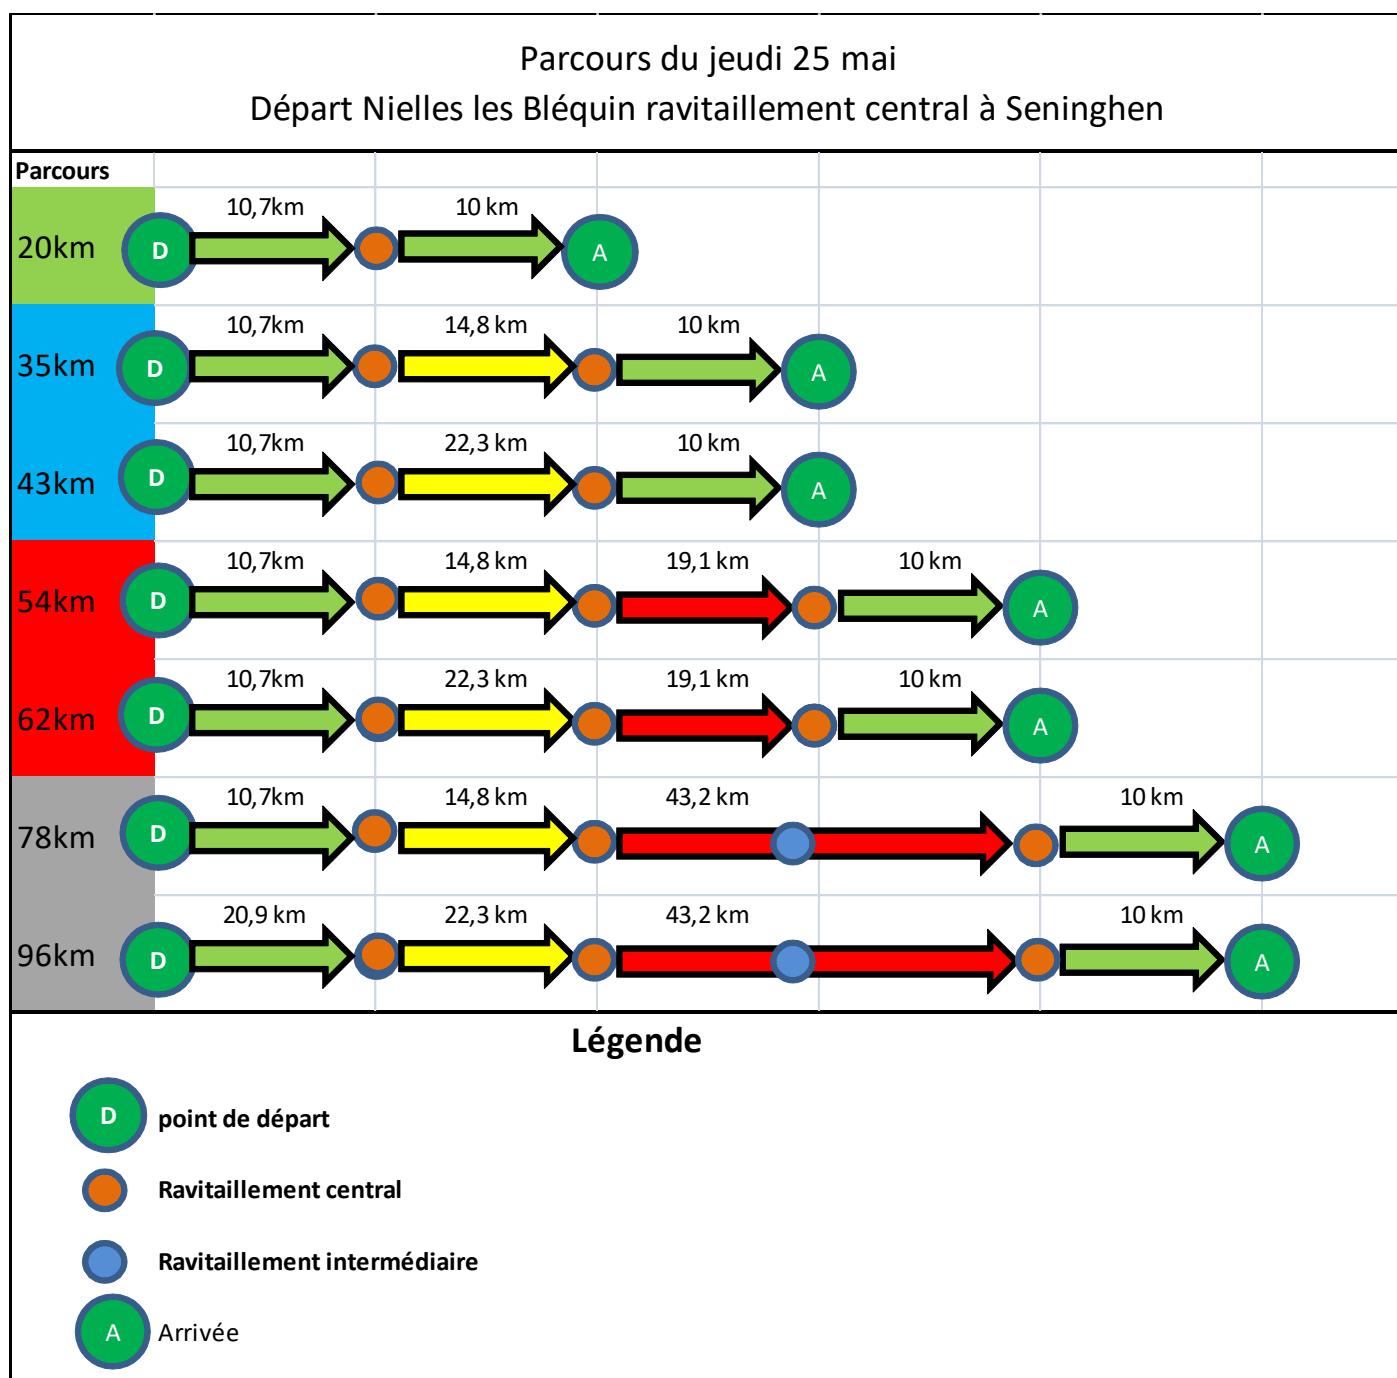 Parcours du jeudi 25 mai
Départ Nielles les Bléquin ravitaillement central à Seninghen
Parcours
20km D 10,7km 10 km A
35km D 10,7km 14,8 km 10 km A
43km D 10,7km 22,3 km 10 km A
54km D 10,7km 14,8 km 19,1 km 10 km A
62km D 10,7km 22,3 km 19,1 km 10 km A
78km D 10,7km 14,8 km 43,2 km 10 km A
96km D 20,9 km 22,3 km 43,2 km 10 km A
Légende
D point de départ
Ravitaillement central
Ravitaillement intermédiaire
A Arrivée